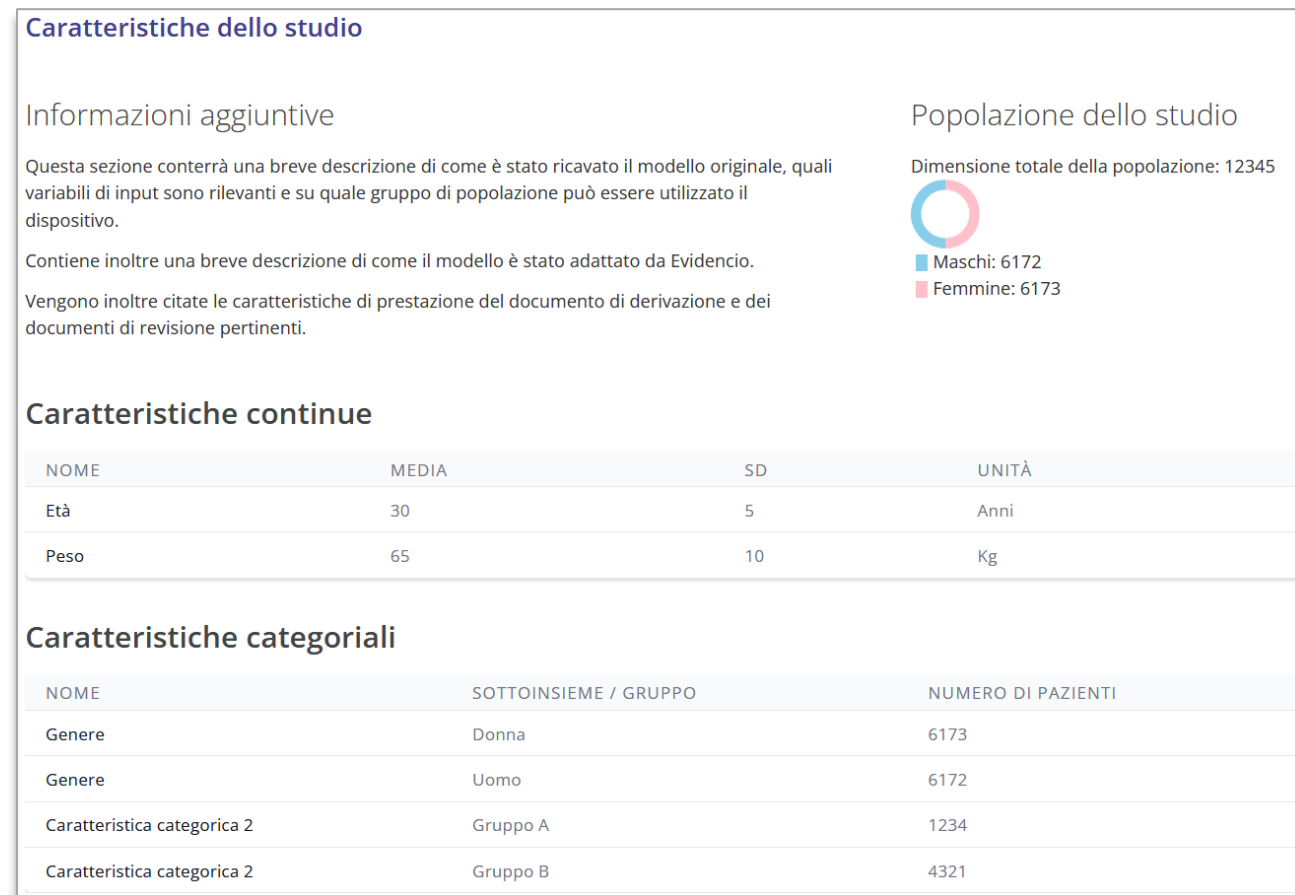 Caratteristiche dello studio
Informazioni aggiuntive
Questa sezione conterrà una breve descrizione di come è stato ricavato il modello originale, quali
variabili di input sono rilevanti e su quale gruppo di popolazione può essere utilizzato il
dispositivo.
Contiene inoltre una breve descrizione di come il modello è stato adattato da Evidencio.
Vengono inoltre citate le caratteristiche di prestazione del documento di derivazione e dei
documenti di revisione pertinenti.
Popolazione dello studio
Dimensione totale della popolazione: 12345
Maschi: 6172
Femmine: 6173
Caratteristiche continue
NOME MEDIA SD UNITÀ
Età 30 5 Anni
Peso 65 10 Kg
Caratteristiche categoriali
NOME SOTTOINSIEME / GRUPPO NUMERO DI PAZIENTI
Genere Donna 6173
Genere Uomo 6172
Caratteristica categorica 2 Gruppo A 1234
Caratteristica categorica 2 Gruppo B 4321